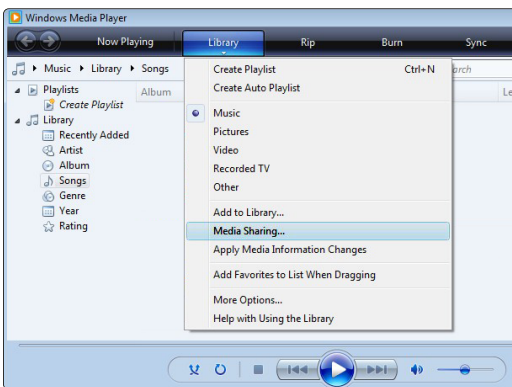 Windows Media Player
Now Playing
Library
Rip
Burn
Sync
Music Library Songs
Playlists
Create Playlist
Library
Recently Added
Artist
Album
Songs
Genre
Year
Rating
Album
Create Playlist Ctrl+N
Create Auto Playlist
Music
Pictures
Video
Recorded TV
Other
Add to Library...
Media Sharing...
Apply Media Information Changes
Add Favorites to List When Dragging
More Options...
Help with Using the Library